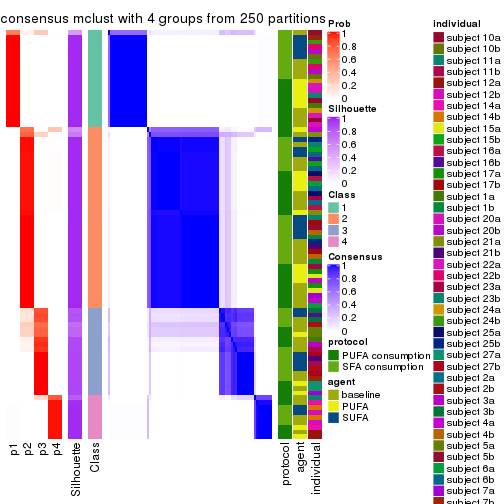 consensus mclust with 4 groups from 250 partitions
Prob
1
0.8
0.6
0.4
0.2
0
Silhouette
1
0.8
0.6
0.4
0.2
0
Class
1
2
3
4
Consensus
1
0.8
0.6
0.4
0.2
0
protocol
PUFA consumption
SFA consumption
agent
baseline
PUFA
SUFA
individual
subject 10a
subject 10b
subject 11a
subject 11b
subject 12a
subject 12b
subject 14a
subject 14b
subject 15a
subject 15b
subject 16a
subject 16b
subject 17a
subject 17b
subject 1a
subject 1b
subject 20a
subject 20b
subject 21a
subject 21b
subject 22a
subject 22b
subject 23a
subject 23b
subject 24a
subject 24b
subject 25a
subject 25b
subject 27a
subject 27b
subject 2a
subject 2b
subject 3a
subject 3b
subject 4a
subject 4b
subject 5a
subject 5b
subject 6a
subject 6b
subject 7a
subject 7b
p1
p2
p3
p4
Silhouette
Class
protocol
agent
individual